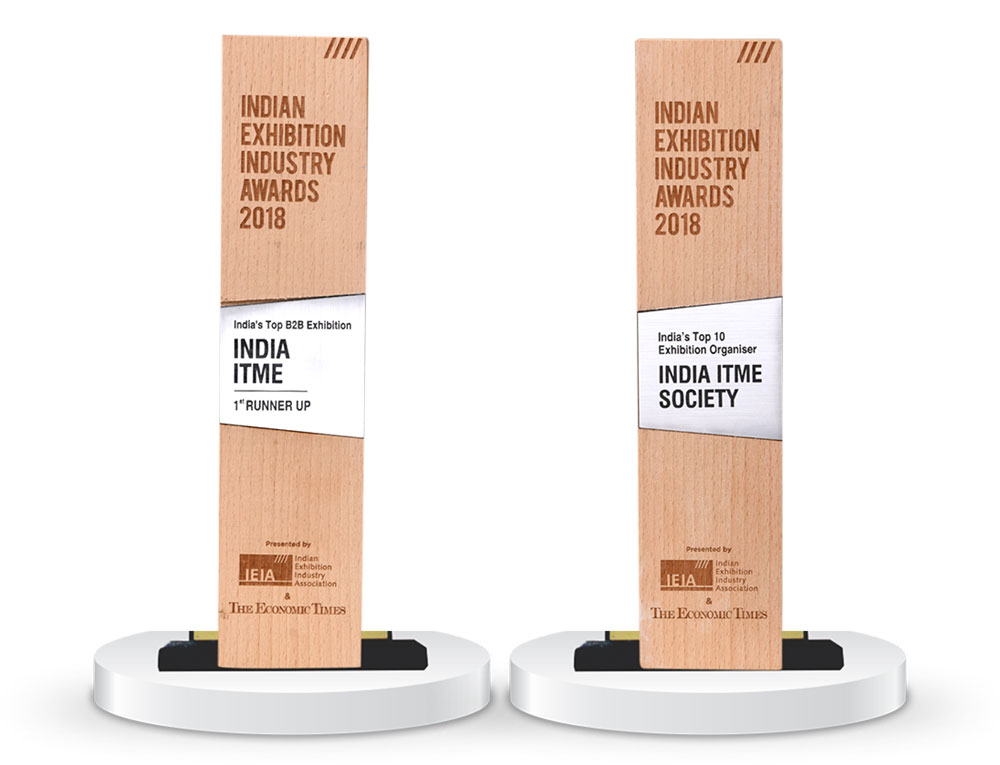 INDIAN
EXHIBITION
INDUSTRY
AWARDS
2018
India's Top B2B Exhibition
INDIA
ITME
1st RUNNER UP
Presented by
IEIA
Indian
Exhibition
Industry
Association
&
THE ECONOMIC TIMES
INDIAN
EXHIBITION
INDUSTRY
AWARDS
2018
India's Top 10
Exhibition Organiser
INDIA ITME
SOCIETY
Presented by
IEIA
Indian
Exhibition
Industry
Association
&
THE ECONOMIC TIMES